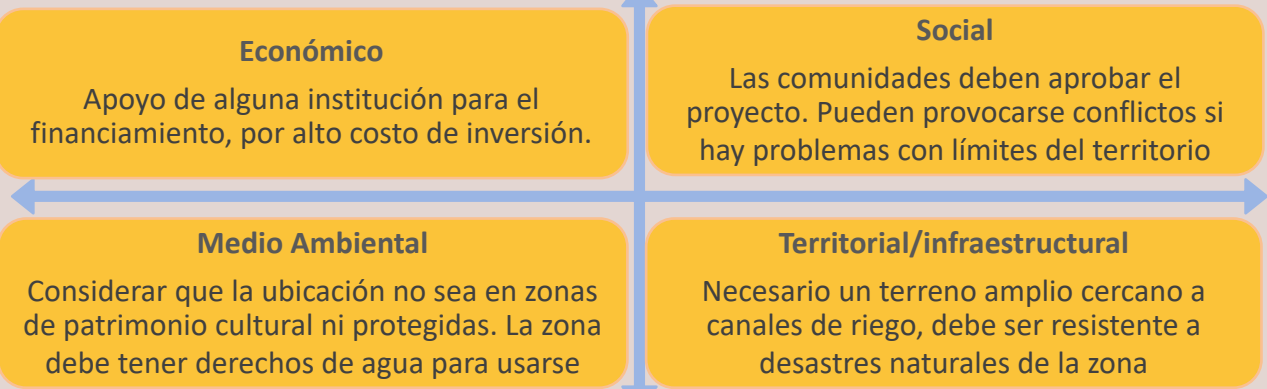 Económico
Apoyo de alguna institución para el
financiamiento, por alto costo de inversión.
Social
Las comunidades deben aprobar el
proyecto. Pueden provocarse conflictos si
hay problemas con límites del territorio
Medio Ambiental
Considerar que la ubicación no sea en zonas
de patrimonio cultural ni protegidas. La zona
debe tener derechos de agua para usarse
Territorial/infraestructural
Necesario un terreno amplio cercano a
canales de riego, debe ser resistente a
desastres naturales de la zona